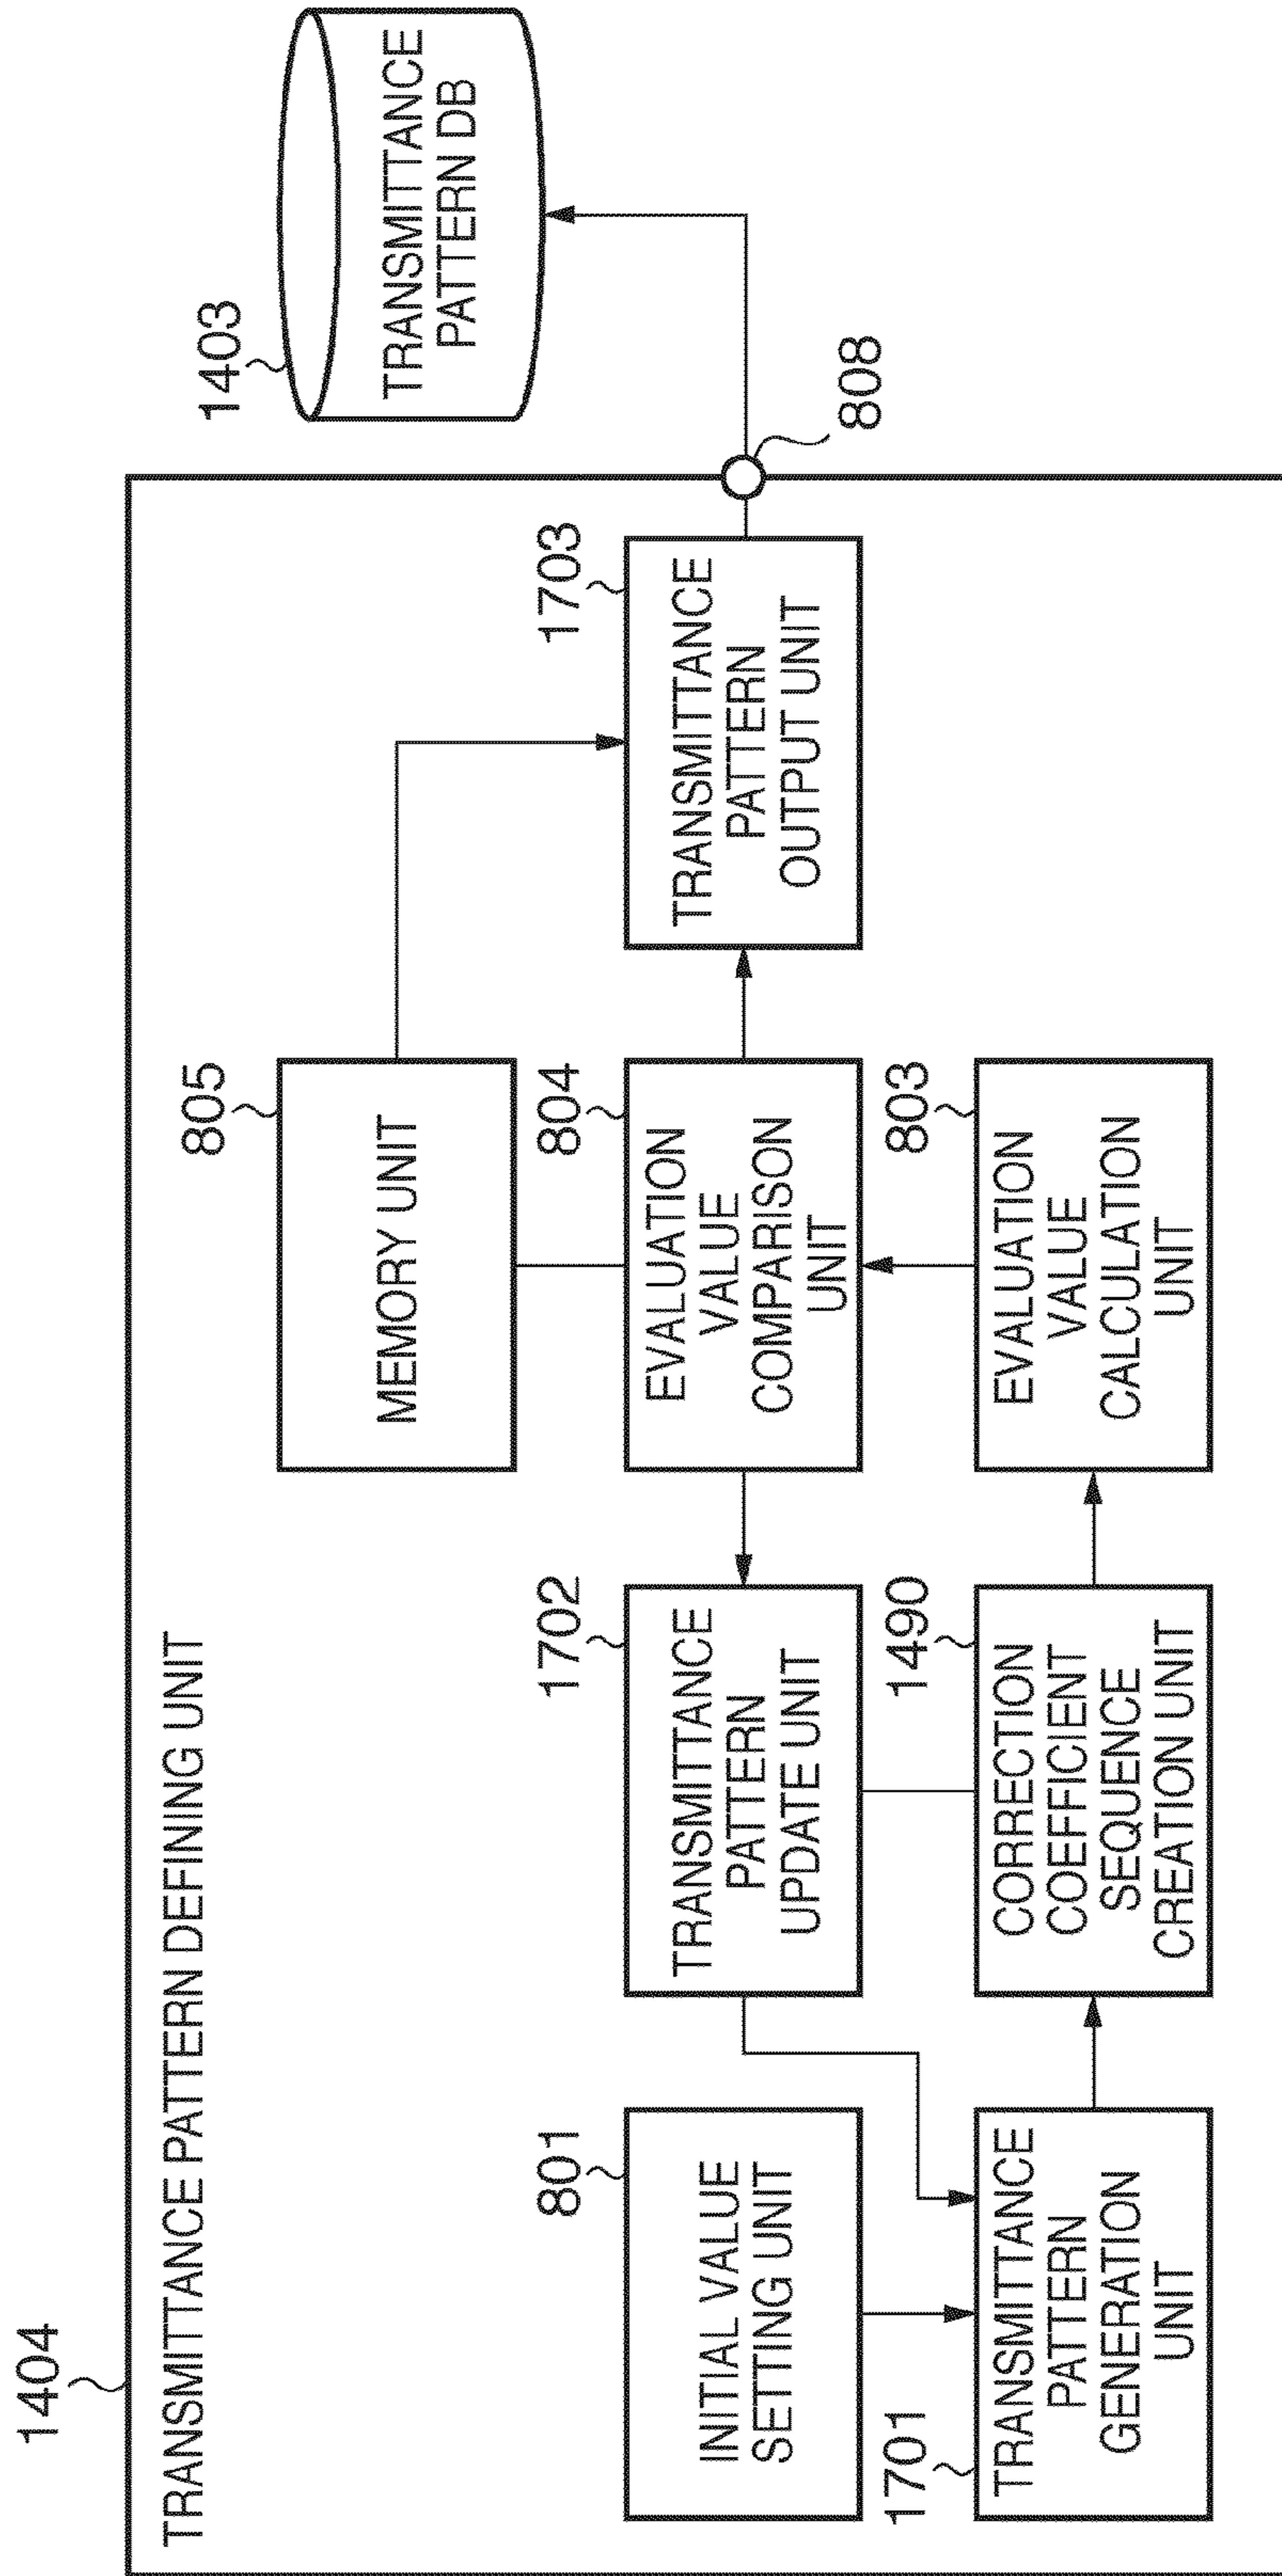 1404
TRANSMITTANCE PATTERN DEFINING UNIT
1403
TRANSMITTANCE
PATTERN DB
805
MEMORY UNIT
801
INITIAL VALUE
SETTING UNIT
1702
TRANSMITTANCE
PATTERN
UPDATE UNIT
804
EVALUATION
VALUE
COMPARISON
UNIT
1703
TRANSMITTANCE
PATTERN
OUTPUT UNIT
808
1701
TRANSMITTANCE
PATTERN
GENERATION
UNIT
1490
CORRECTION
COEFFICIENT
SEQUENCE
CREATION UNIT
803
EVALUATION
VALUE
CALCULATION
UNIT